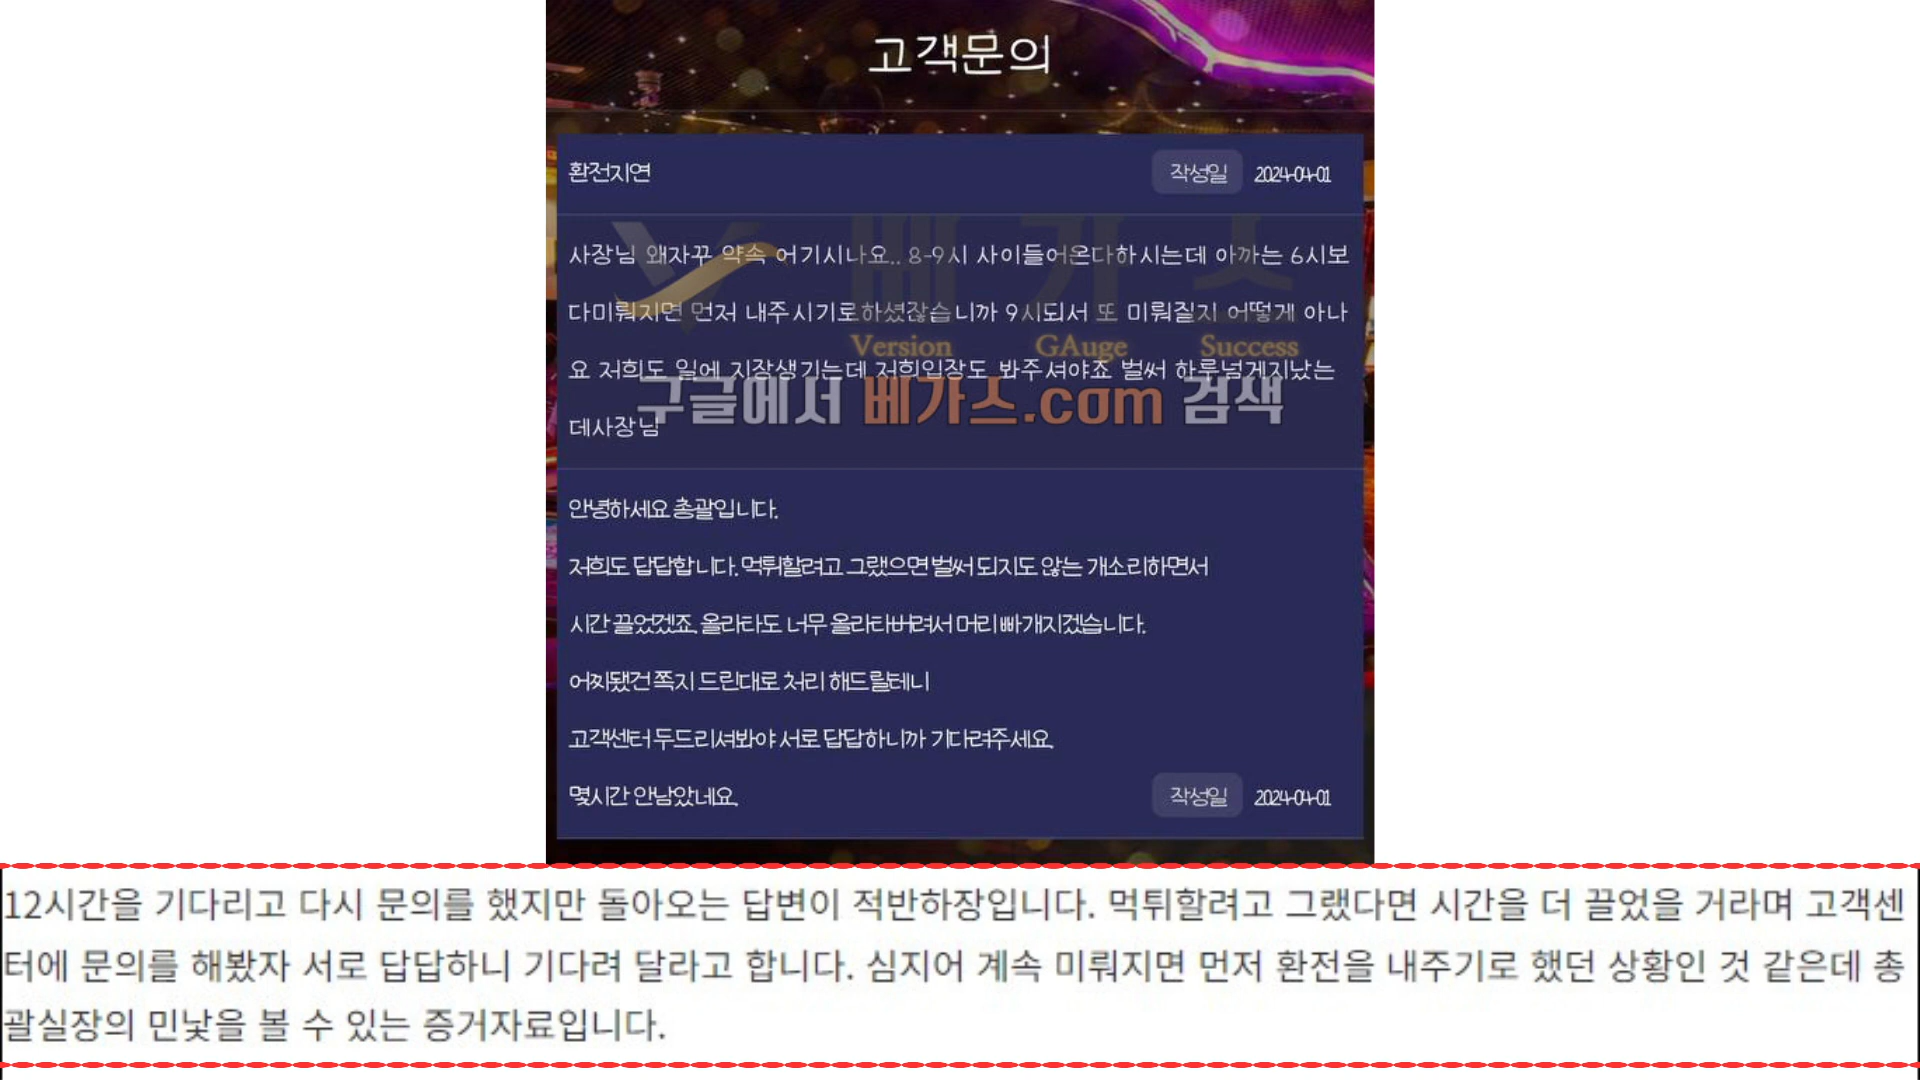 고객문의
환전지연
작성일 2024-04-01
사장님 왜자꾸 약속 어기시나요.. 8-9시 사이들어온다하시는데 아까는 6시보
다미뤄지면 먼저 내주시기로하셨잖습니까 9시되서 또 미뤄질지 어떻게 아나
요 저희도 일에 지장생기는데 저희입장도 봐주셔야죠 벌써 하루넘게지났는
데사장님
베가스
Version GAuge Success
구글에서 베가스.com 검색
안녕하세요 총괄입니다.
저희도 답답합니다. 먹튀할려고 그랬으면 벌써 되지도 않는 개소리하면서
시간 끌었겠죠. 올라타도 너무 올라타버려서 머리 빠개지겠습니다.
어찌됐건 쪽지 드린대로 처리 해드릴테니
고객센터 두드리셔봐야 서로 답답하니까 기다려주세요.
몇시간 안남았네요.
작성일 2024-04-01
12시간을 기다리고 다시 문의를 했지만 돌아오는 답변이 적반하장입니다. 먹튀할려고 그랬다면 시간을 더 끌었을 거라며 고객센
터에 문의를 해봤자 서로 답답하니 기다려 달라고 합니다. 심지어 계속 미뤄지면 먼저 환전을 내주기로 했던 상황인 것 같은데 총
괄실장의 민낯을 볼 수 있는 증거자료입니다.